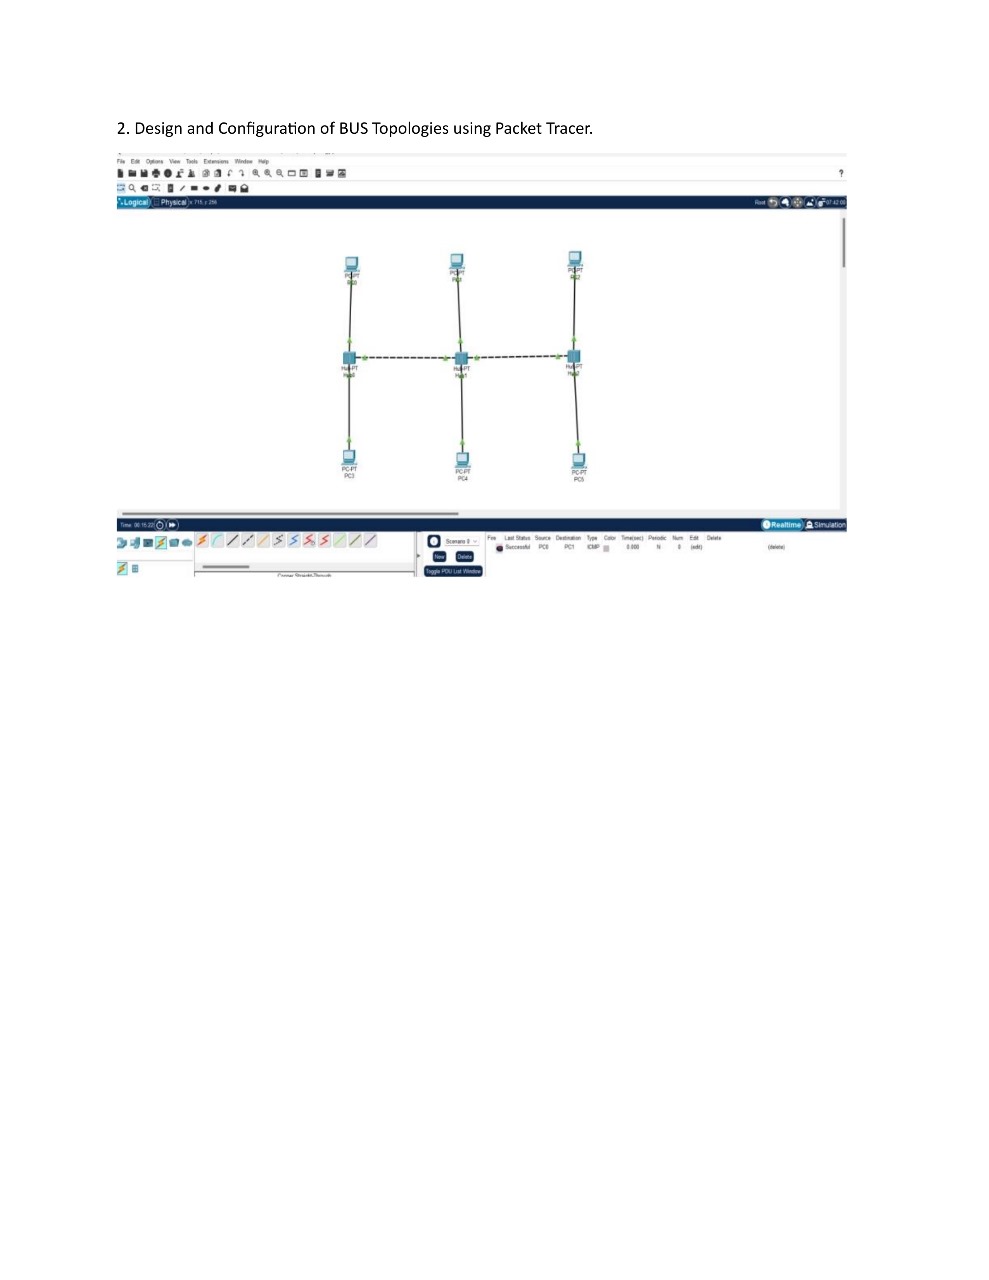 2. Design and Configuration of BUS Topologies using Packet Tracer.
File Edit Options View Tools Extensions Window Help
?
Logical Physical x: 715, y: 256 Root 07:42:00
PC-PT PC-PT PC-PT
PC0 PC1 PC2
Hub-PT Hub-PT Hub-PT
Hub0 Hub1 Hub2
PC-PT PC-PT PC-PT
PC3 PC4 PC5
Time: 00:15:22 Realtime Simulation
Scenario 0 Fire Last Status Source Destination Type Color Time(sec) Periodic Num Edit Delete
Successful PC0 PC1 ICMP 0.000 N 0 (edit) (delete)
New Delete
Toggle PDU List Window
Copper Straight-Through